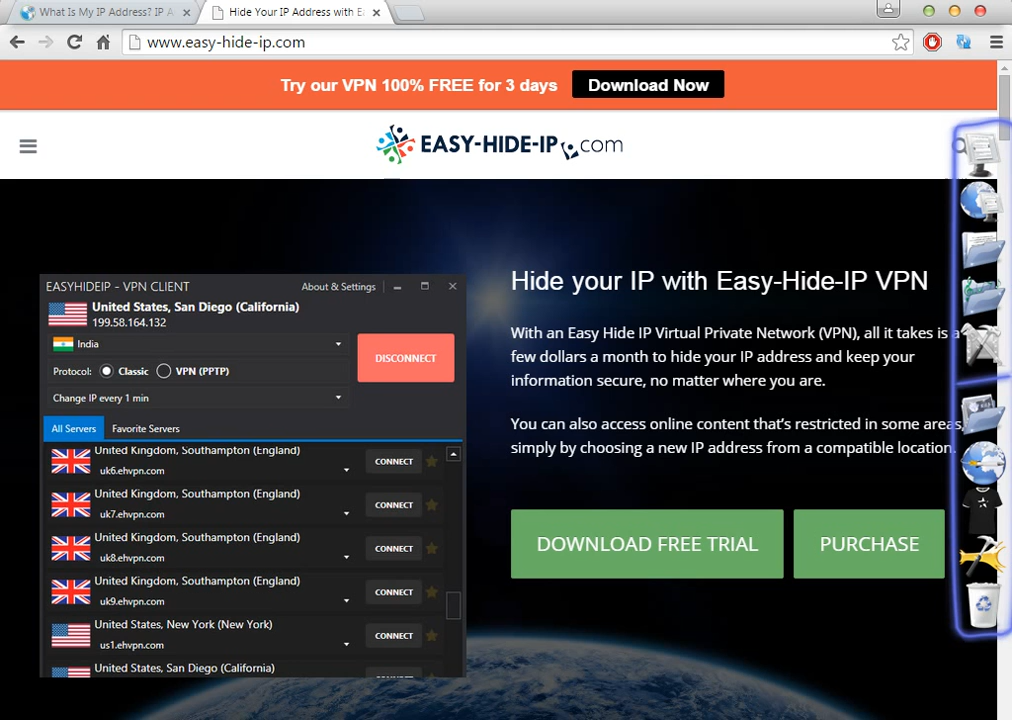 What Is My IP Address? IP A
Hide Your IP Address with E
www.easy-hide-ip.com
Try our VPN 100% FREE for 3 days
Download Now
EASY-HIDE-IP.com
EASYHIDEIP - VPN CLIENT
About & Settings
United States, San Diego (California)
199.58.164.132
India
DISCONNECT
Protocol: Classic VPN (PPTP)
Change IP every 1 min
All Servers Favorite Servers
United Kingdom, Southampton (England)
uk6.ehvpn.com
CONNECT
United Kingdom, Southampton (England)
uk7.ehvpn.com
CONNECT
United Kingdom, Southampton (England)
uk8.ehvpn.com
CONNECT
United Kingdom, Southampton (England)
uk9.ehvpn.com
CONNECT
United States, New York (New York)
us1.ehvpn.com
CONNECT
United States, San Diego (California)
Hide your IP with Easy-Hide-IP VPN
With an Easy Hide IP Virtual Private Network (VPN), all it takes is a
few dollars a month to hide your IP address and keep your
information secure, no matter where you are.
You can also access online content that's restricted in some areas,
simply by choosing a new IP address from a compatible location.
DOWNLOAD FREE TRIAL
PURCHASE